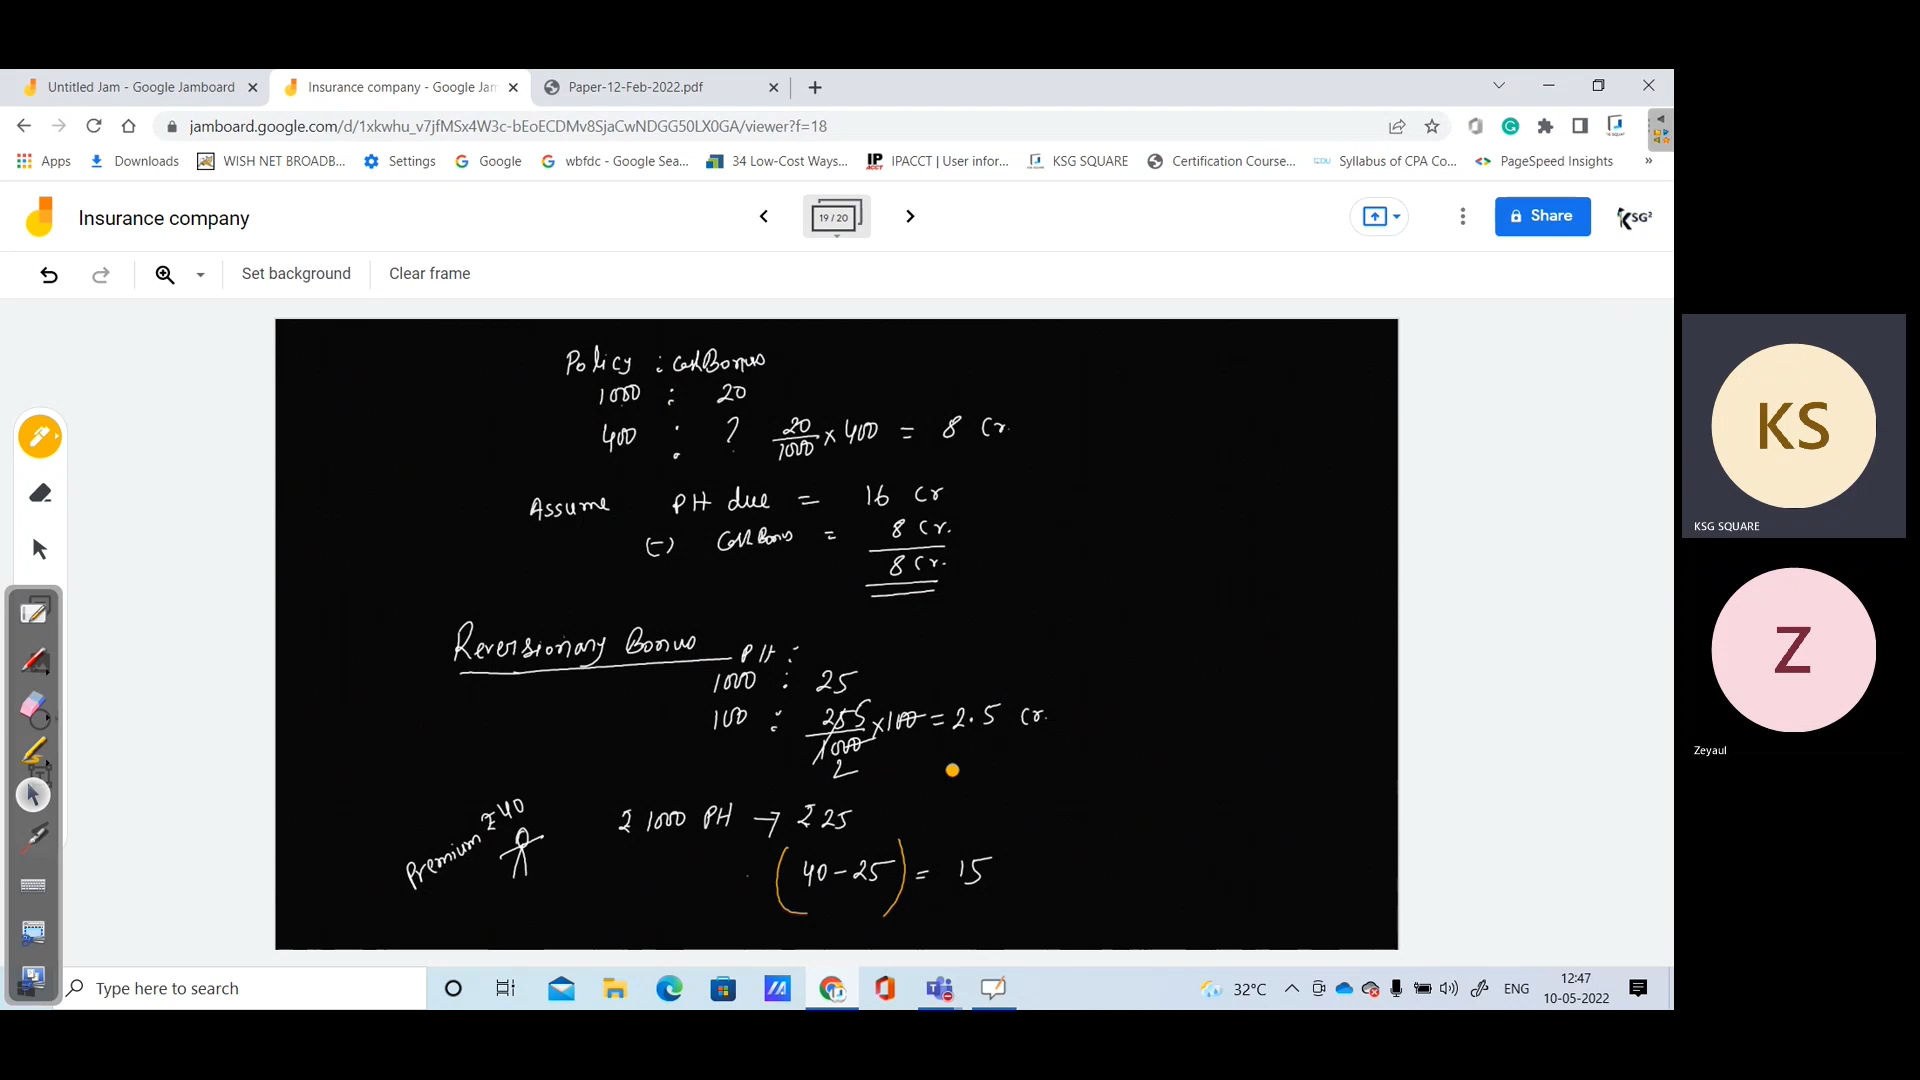 Untitled Jam - Google Jamboard
Insurance company - Google Jam
Paper-12-Feb-2022.pdf
jamboard.google.com/d/1xkwhu_v7jfMSx4W3c-bEoECDMv8SjaCwNDGG50LX0GA/viewer?f=18
Apps Downloads WISH NET BROADB... Settings Google wbfdc - Google Sea... 34 Low-Cost Ways... IPACCT | User infor... KSG SQUARE Certification Course... Syllabus of CPA Co... PageSpeed Insights »
Insurance company
19 / 20
Share
KSG²
Set background Clear frame
Policy : Cash Bonus
1000 : 20
400 : ? 20/1000 × 400 = 8 Cr.
Assume PH due = 16 Cr
(-) Cash Bonus = 8 Cr.
8 Cr.
Reversionary Bonus
PH :
1000 : 25
100 : 25 5/1000 × 100 = 2.5 Cr.
2
Premium ₹40
₹ 1000 PH → ₹ 25
(40 - 25) = 15
KS
KSG SQUARE
Z
Zeyaul
Type here to search
32°C
ENG
12:47
10-05-2022